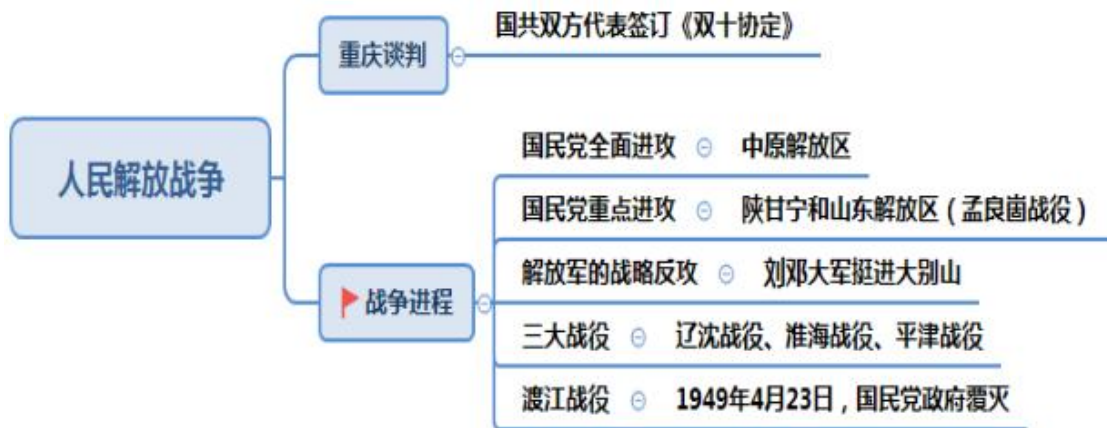 国共双方代表签订《双十协定》
重庆谈判
人民解放战争
国民党全面进攻 中原解放区
国民党重点进攻 陕甘宁和山东解放区（孟良崮战役）
解放军的战略反攻 刘邓大军挺进大别山
战争进程
三大战役 辽沈战役、淮海战役、平津战役
渡江战役 1949年4月23日，国民党政府覆灭